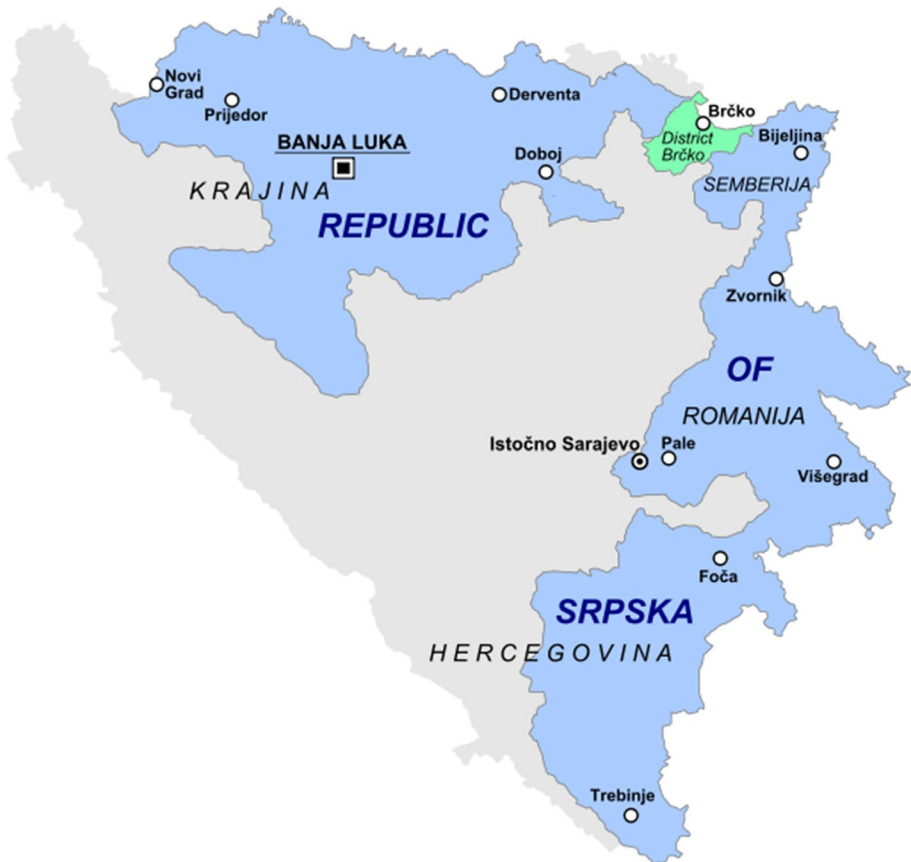 Novi
Grad
Prijedor
Derventa
Brčko
District
Brčko
Bijeljina
BANJA LUKA
Doboj
KRAJINA
SEMBERIJA
REPUBLIC
Zvornik
OF
ROMANIJA
Istočno Sarajevo
Pale
Višegrad
Foča
SRPSKA
HERCEGOVINA
Trebinje